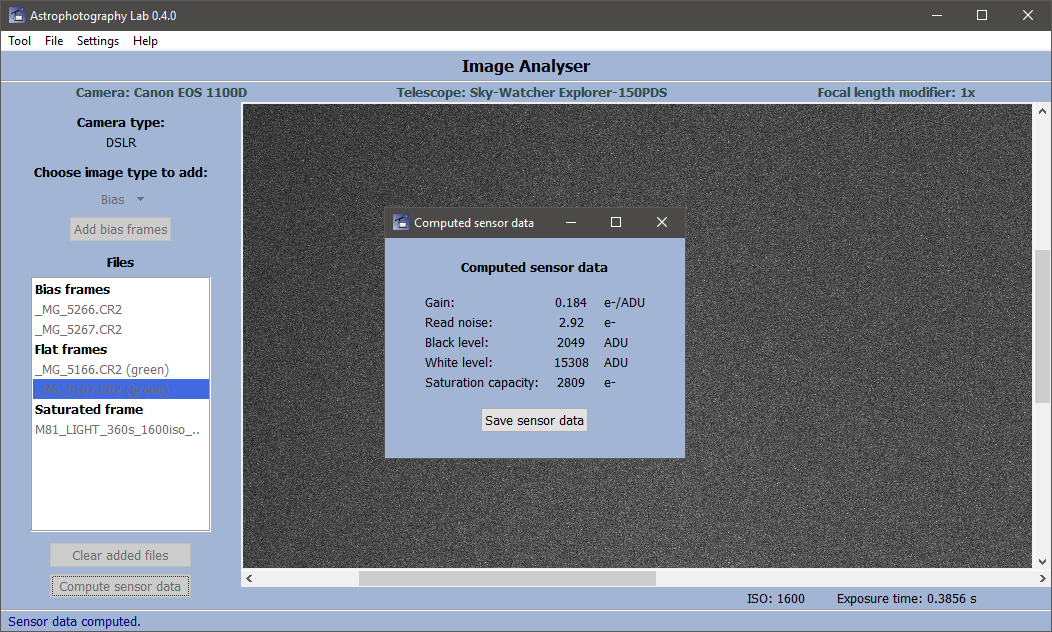 Astrophotography Lab 0.4.0
Tool File Settings Help
Image Analyser
Camera: Canon EOS 1100D Telescope: Sky-Watcher Explorer-150PDS Focal length modifier: 1x
Camera type:
DSLR
Choose image type to add:
Bias
Add bias frames
Files
Bias frames
_MG_5266.CR2
_MG_5267.CR2
Flat frames
_MG_5166.CR2 (green)
(green)
Saturated frame
M81_LIGHT_360s_1600iso_..
Clear added files
Compute sensor data
Computed sensor data
Computed sensor data
Gain: 0.184 e-/ADU
Read noise: 2.92 e-
Black level: 2049 ADU
White level: 15308 ADU
Saturation capacity: 2809 e-
Save sensor data
ISO: 1600 Exposure time: 0.3856 s
Sensor data computed.